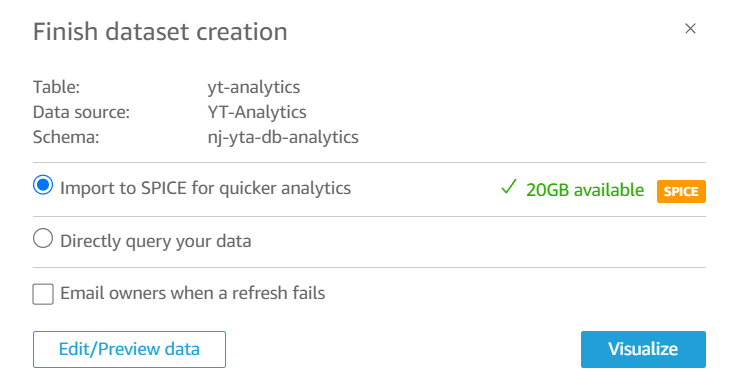 Finish dataset creation
Table: yt-analytics
Data source: YT-Analytics
Schema: nj-yta-db-analytics
Import to SPICE for quicker analytics 20GB available SPICE
Directly query your data
Email owners when a refresh fails
Edit/Preview data Visualize